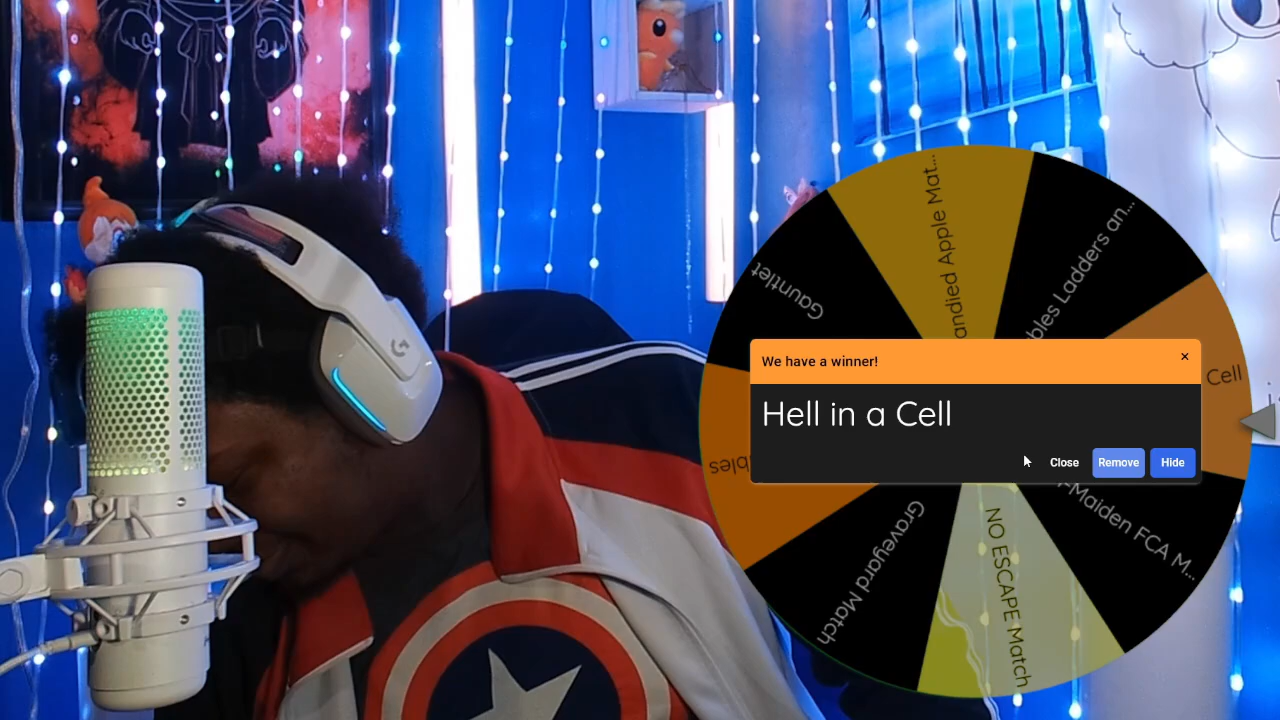 andied Apple Mat...
bles Ladders an...
Gauntlet
Cell
We have a winner!
×
Hell in a Cell
Close
Remove
Hide
bles
-Maiden FCA M...
Graveyard Match
NO ESCAPE Match